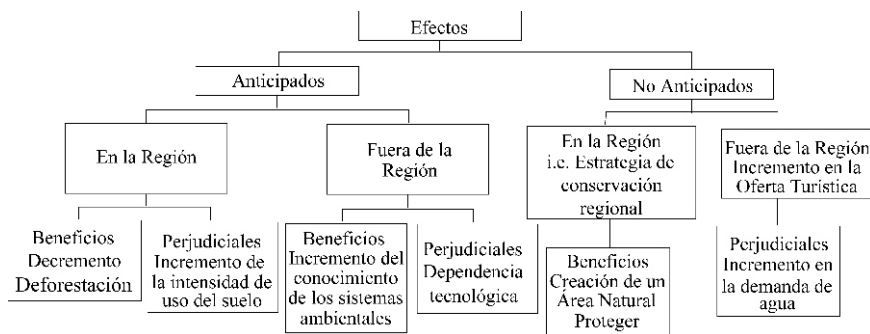 Efectos
Anticipados
No Anticipados
En la Región
Fuera de la
Región
En la Región
i.e. Estrategia de
conservación
regional
Fuera de la Región
Incremento en la
Oferta Turística
Beneficios
Decremento
Deforestación
Perjudiciales
Incremento de
la intensidad de
uso del suelo
Beneficios
Incremento del
conocimiento
de los sistemas
ambientales
Perjudiciales
Dependencia
tecnológica
Beneficios
Creación de un
Área Natural
Proteger
Perjudiciales
Incremento en
la demanda de
agua